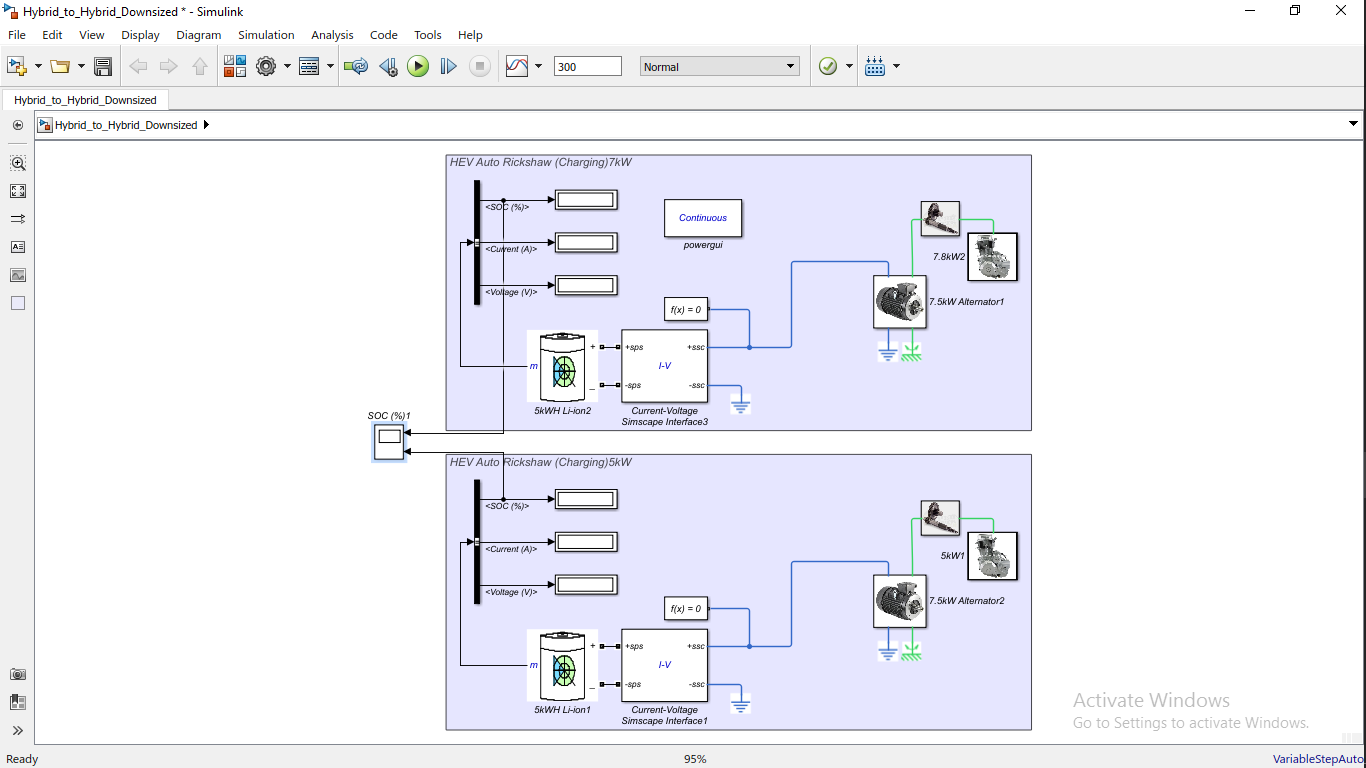 Hybrid_to_Hybrid_Downsized * - Simulink
File Edit View Display Diagram Simulation Analysis Code Tools Help
300
Normal
Hybrid_to_Hybrid_Downsized
Hybrid_to_Hybrid_Downsized
HEV Auto Rickshaw (Charging)7kW
<SOC (%)>
<Current (A)>
<Voltage (V)>
Continuous
powergui
7.8kW2
7.5kW Alternator1
f(x) = 0
m
+
_
+sps
-sps
I-V
+ssc
-ssc
5kWH Li-ion2
Current-Voltage
Simscape Interface3
SOC (%)1
HEV Auto Rickshaw (Charging)5kW
<SOC (%)>
<Current (A)>
<Voltage (V)>
5kW1
7.5kW Alternator2
f(x) = 0
m
+
_
+sps
-sps
I-V
+ssc
-ssc
5kWH Li-ion1
Current-Voltage
Simscape Interface1
Activate Windows
Go to Settings to activate Windows.
Ready
95%
VariableStepAuto